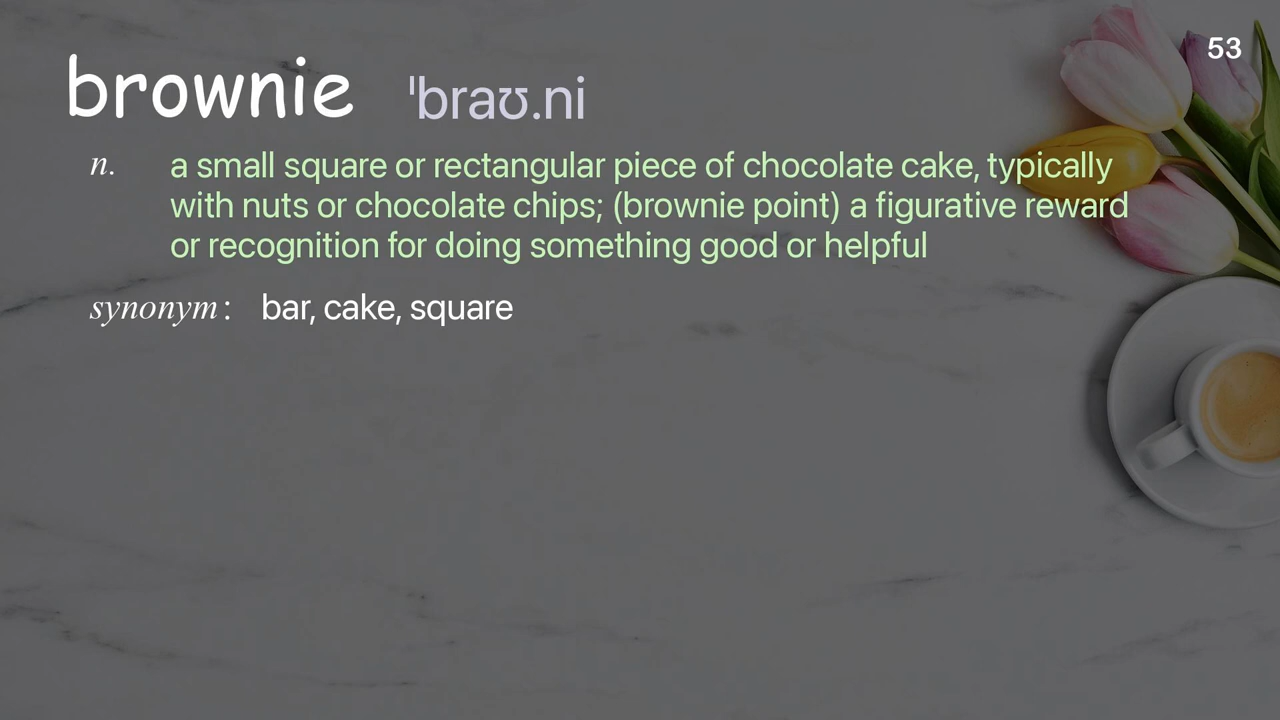 53
brownie ˈbraʊ.ni
n. a small square or rectangular piece of chocolate cake, typically
with nuts or chocolate chips; (brownie point) a figurative reward
or recognition for doing something good or helpful
synonym: bar, cake, square